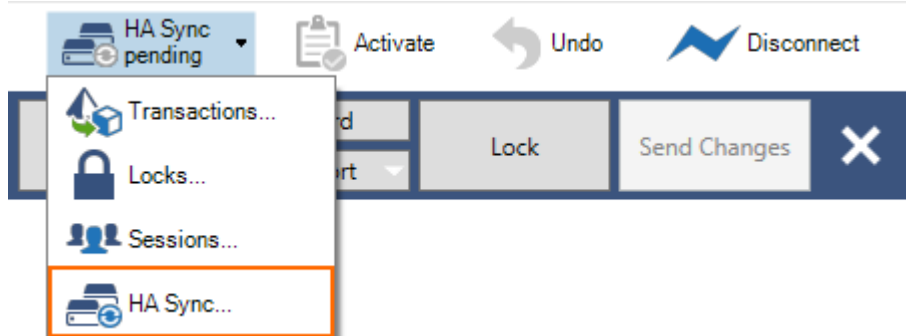 HA Sync
pending
Activate
Undo
Disconnect
Transactions...
Lock
Send Changes
Locks...
Sessions...
HA Sync...